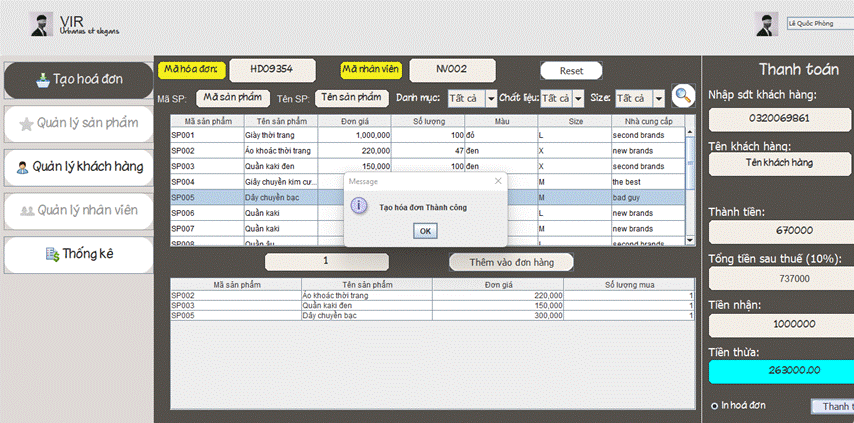 VIR
Urbanus et elegans
Lê Quốc Phòng
Tạo hoá đơn
Quản lý sản phẩm
Quản lý khách hàng
Quản lý nhân viên
Thống kê
Mã hóa đơn: HD09354 Mã nhân viên NV002 Reset
Mã SP: Mã sản phẩm Tên SP: Tên sản phẩm Danh mục: Tất cả Chất liệu: Tất cả Size: Tất cả
Mã sản phẩm Tên sản phẩm Đơn giá Số lượng Màu Size Nhà cung cấp
SP001 Giày thời trang 1,000,000 100 đỏ L second brands
SP002 Áo khoác thời trang 220,000 47 đen X new brands
SP003 Quần kaki đen 150,000 100 đen X second brands
SP004 Giây chuyền kim cư... M the best
SP005 Dây chuyền bạc M bad guy
SP006 Quần kaki L new brands
SP007 Quần kaki M new brands
SP008 Quần âu L second brands
Message
Tạo hóa đơn Thành công
OK
1 Thêm vào đơn hàng
Mã sản phẩm Tên sản phẩm Đơn giá Số lượng mua
SP002 Áo khoác thời trang 220,000 1
SP003 Quần kaki đen 150,000 1
SP005 Dây chuyền bạc 300,000 1
Thanh toán
Nhập sdt khách hàng:
0320069861
Tên khách hàng:
Tên khách hàng
Thành tiền:
670000
Tổng tiền sau thuế (10%):
737000
Tiền nhận:
1000000
Tiền thừa:
263000.00
In hoá đơn
Thanh t